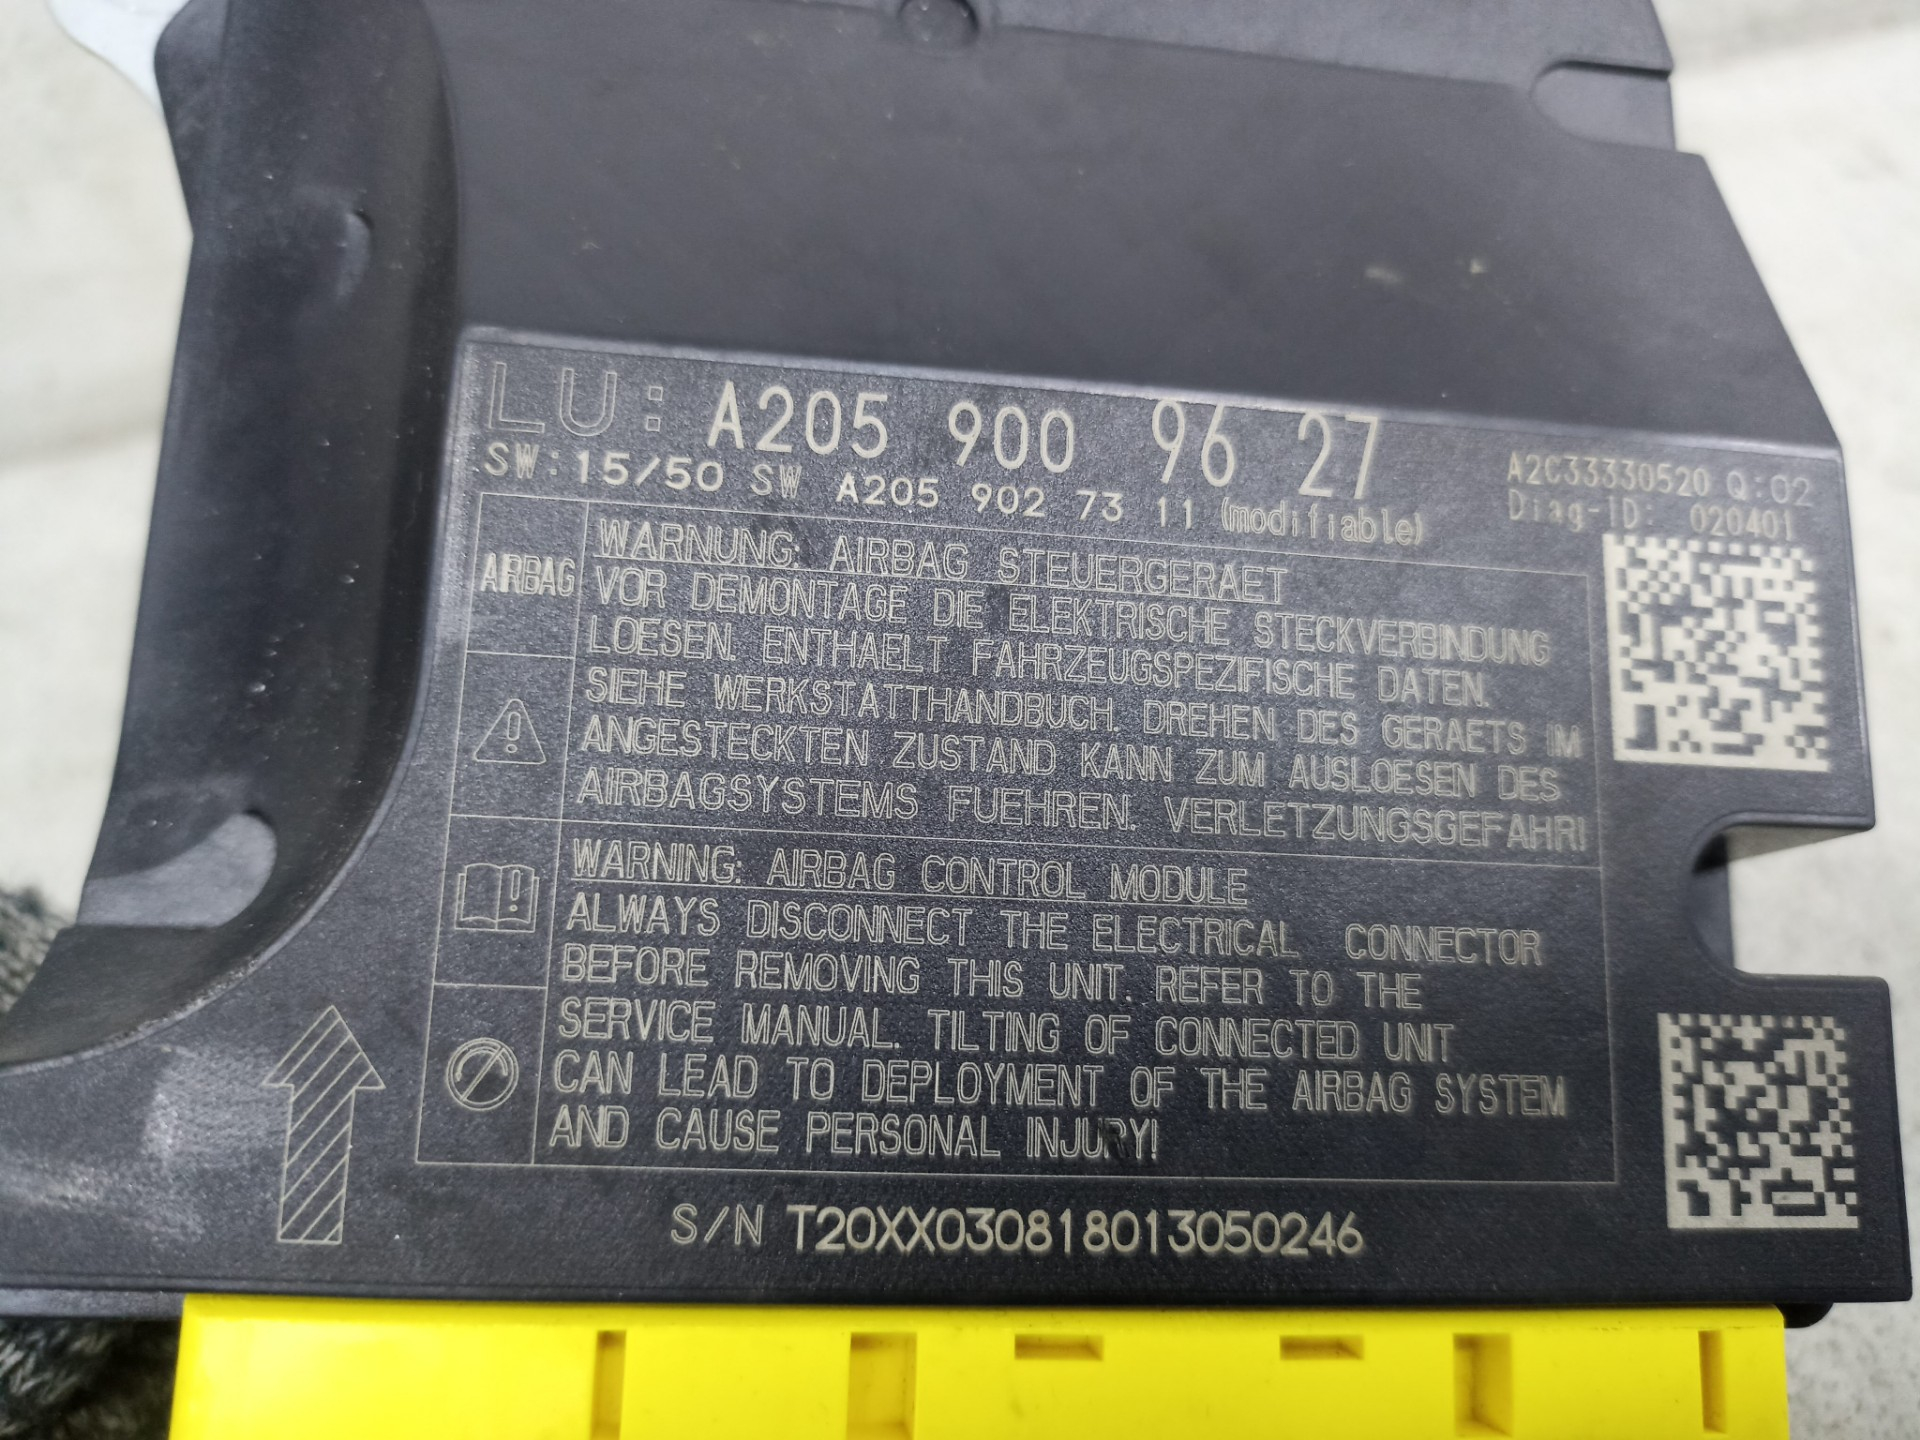 LU: A205 900 96 27
SW: 15/50 SW A205 902 73 11 (modifiable)
A2C33330520 Q:02
Diag-ID: 020401
AIRBAG
WARNUNG: AIRBAG STEUERGERAET
VOR DEMONTAGE DIE ELEKTRISCHE STECKVERBINDUNG
LOESEN. ENTHAELT FAHRZEUGSPEZIFISCHE DATEN.
SIEHE WERKSTATTHANDBUCH. DREHEN DES GERAETS IM
ANGESTECKTEN ZUSTAND KANN ZUM AUSLOESEN DES
AIRBAGSYSTEMS FUEHREN. VERLETZUNGSGEFAHR!
WARNING: AIRBAG CONTROL MODULE
ALWAYS DISCONNECT THE ELECTRICAL CONNECTOR
BEFORE REMOVING THIS UNIT. REFER TO THE
SERVICE MANUAL. TILTING OF CONNECTED UNIT
CAN LEAD TO DEPLOYMENT OF THE AIRBAG SYSTEM
AND CAUSE PERSONAL INJURY!
S/N T20XX030818013050246